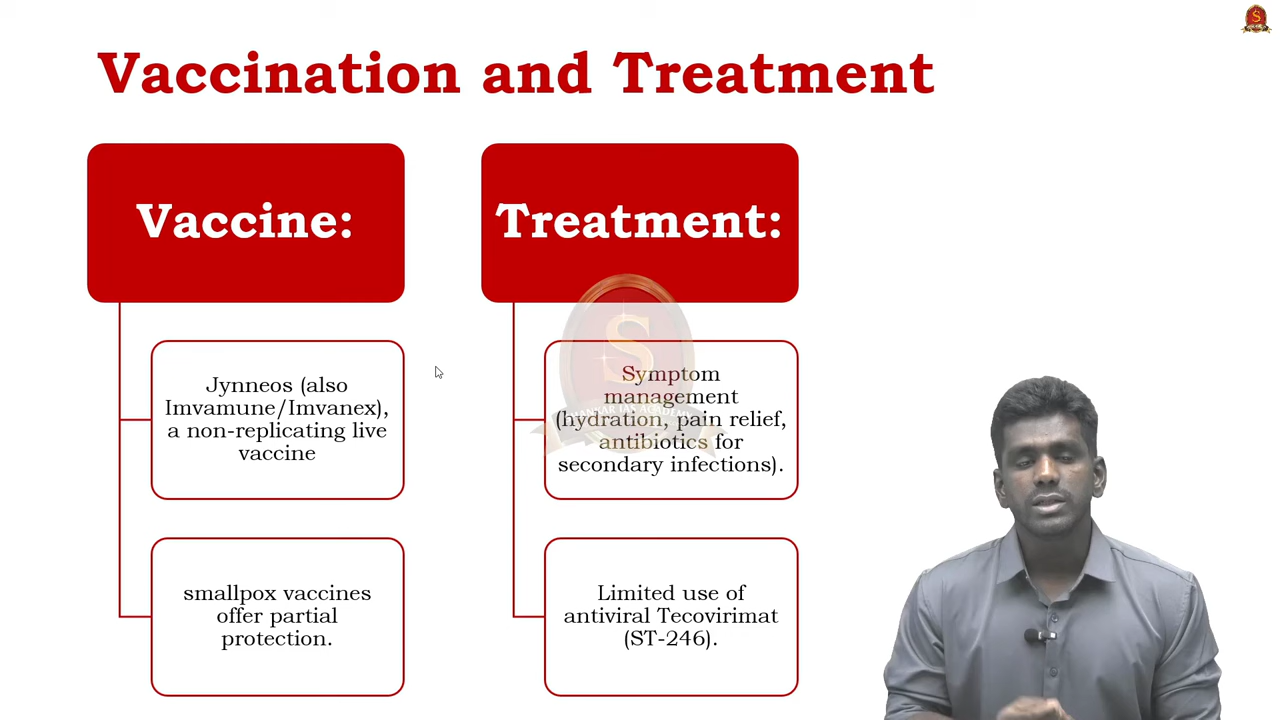 Vaccination and Treatment
Vaccine:
Jynneos (also
Imvamune/Imvanex),
a non-replicating live
vaccine
smallpox vaccines
offer partial
protection.
Treatment:
Symptom
management
(hydration, pain relief,
antibiotics for
secondary infections).
Limited use of
antiviral Tecovirimat
(ST-246).
S
S